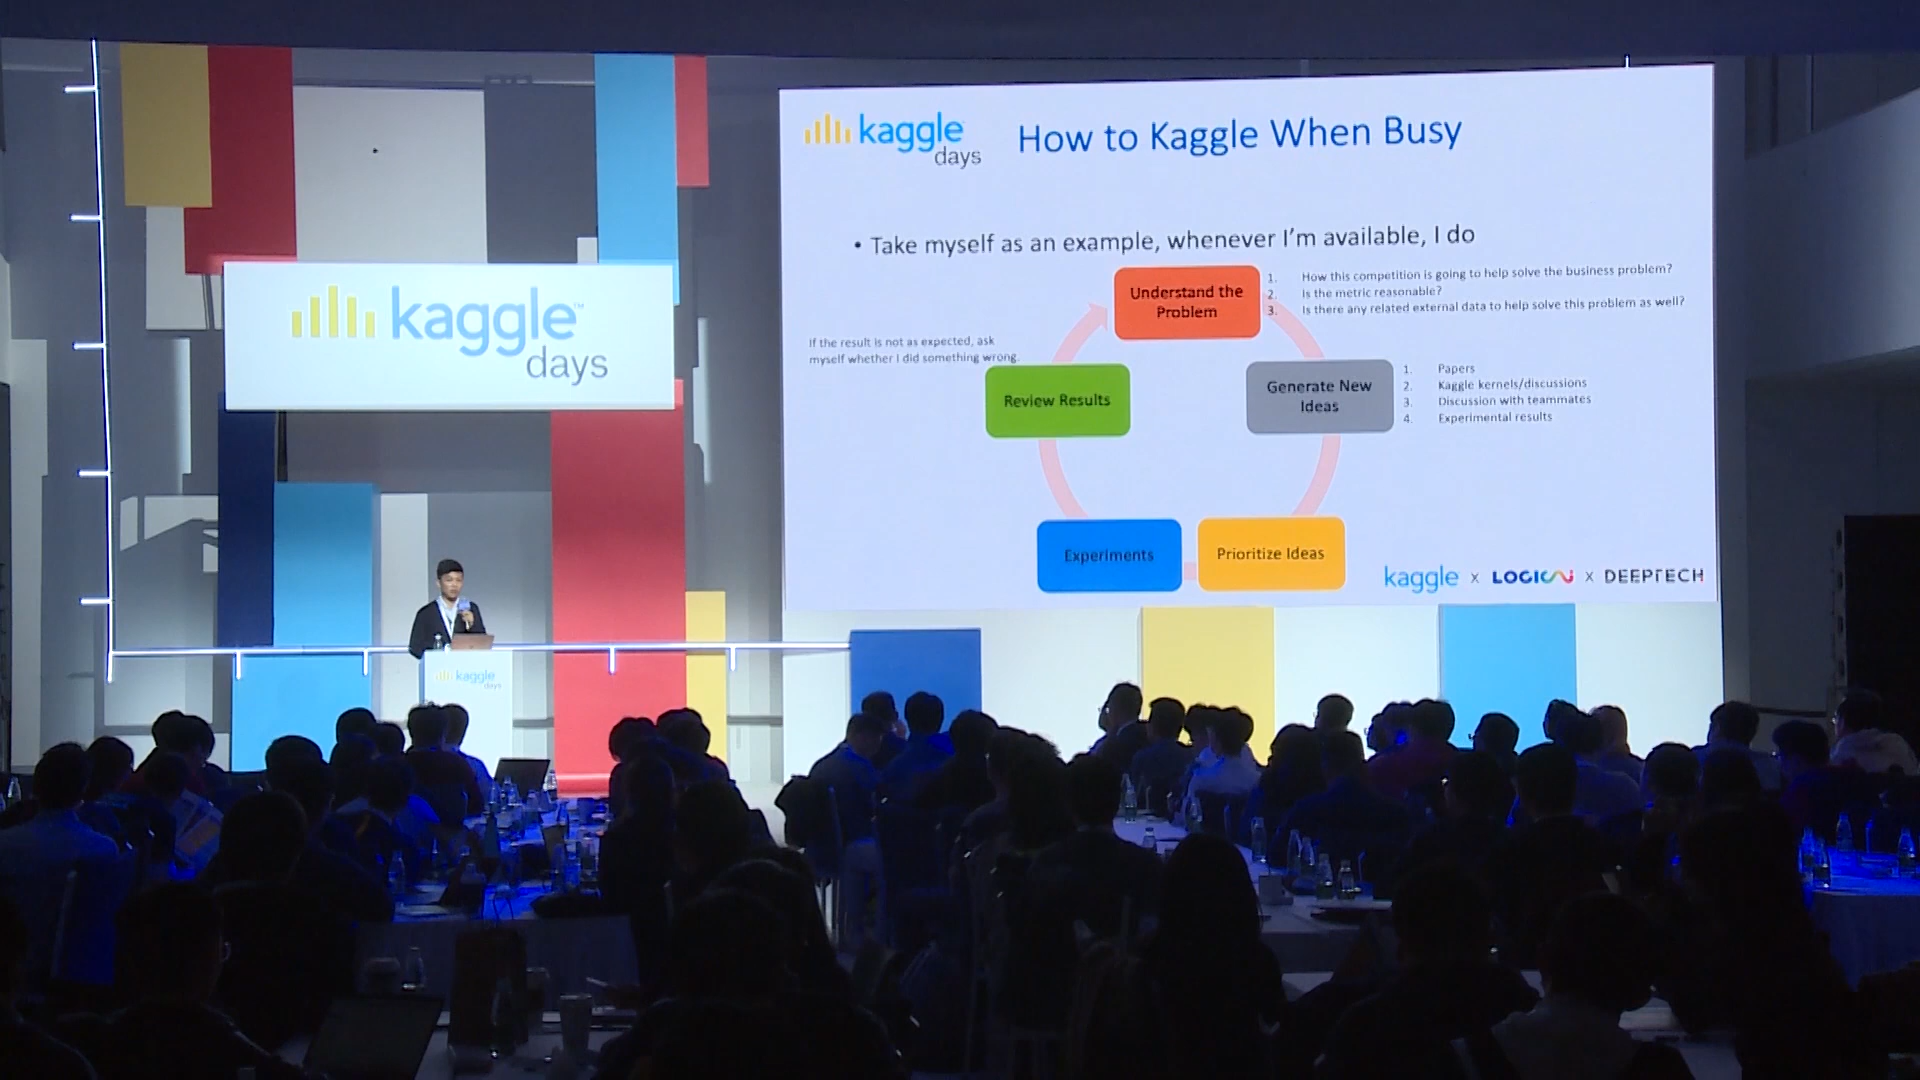 kaggle
days
How to Kaggle When Busy
• Take myself as an example, whenever I'm available, I do
Understand the
Problem
1. How this competition is going to help solve the business problem?
2. Is the metric reasonable?
3. Is there any related external data to help solve this problem as well?
If the result is not as expected, ask
myself whether I did something wrong.
Review Results
Generate New
Ideas
1. Papers
2. Kaggle kernels/discussions
3. Discussion with teammates
4. Experimental results
Experiments
Prioritize Ideas
kaggle x LOGICAI x DEEPTECH
kaggle™
days
kaggle
days